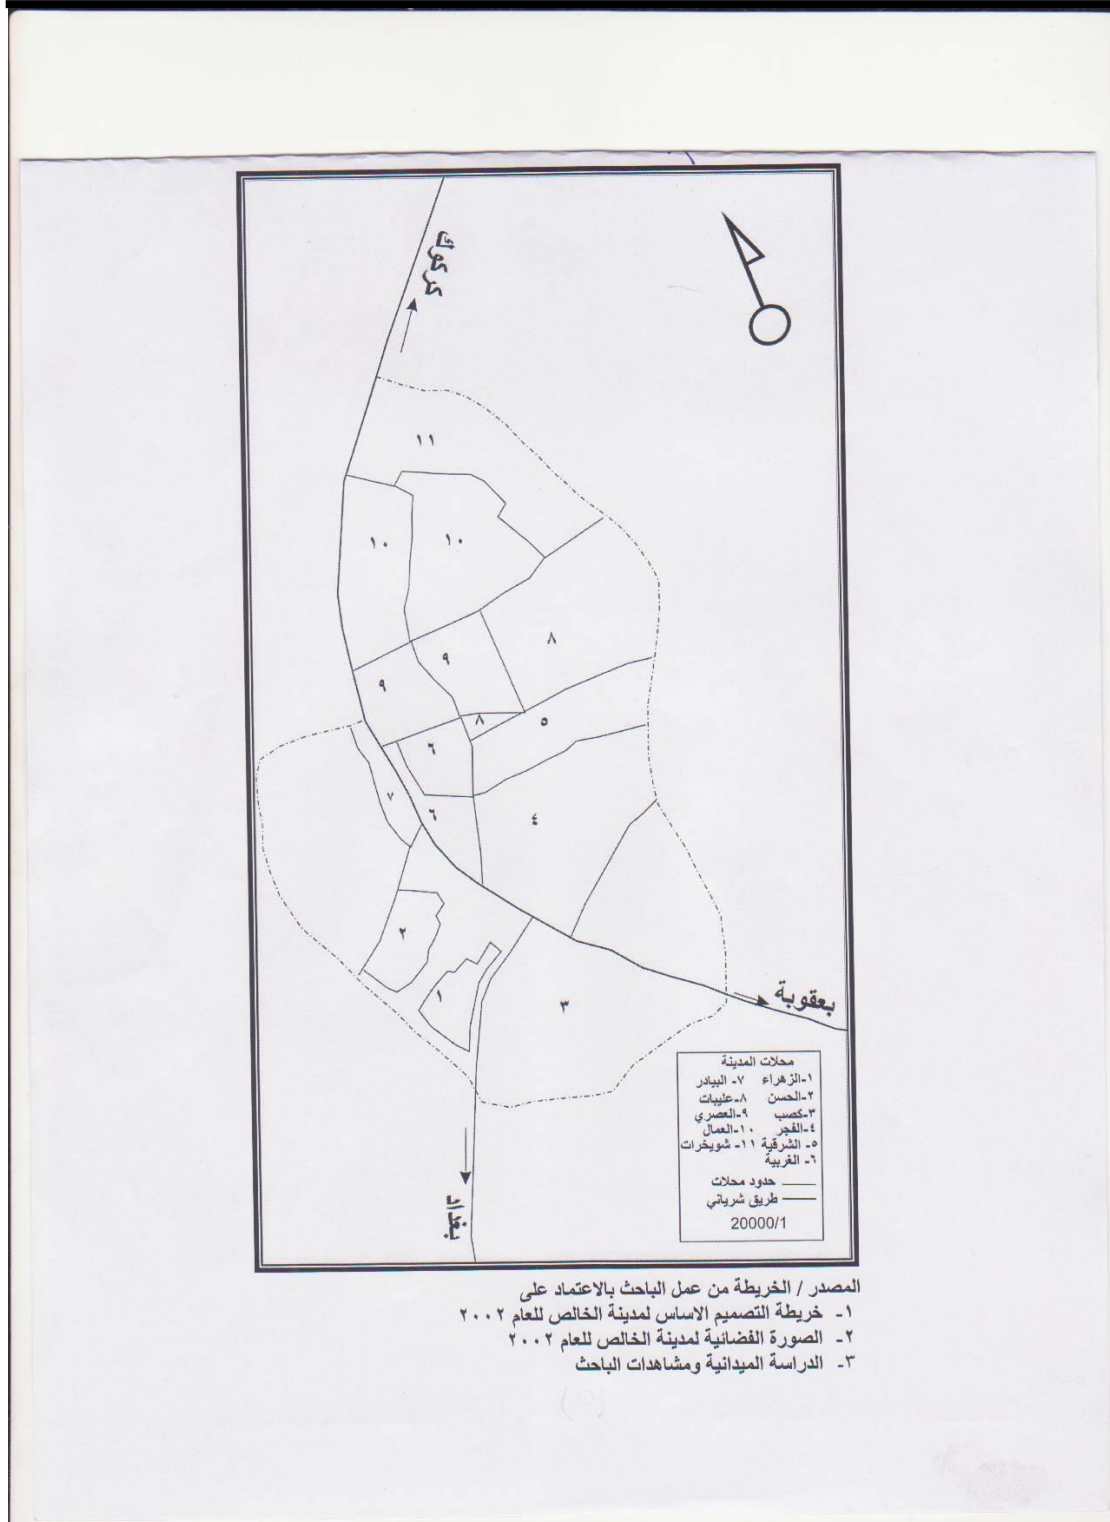 كركوك
١١
١٠
١٠
٨
٩
٩
٨
٥
٦
٧
٦
٤
٢
١
٣
بعقوبة
بغداد
محلات المدينة
١-الزهراء ٧- البيادر
٢-الحسن ٨-عليبات
٣-كصب ٩-العصري
٤-الفجر ١٠-العمال
٥- الشرقية ١١- شويخرات
٦- الغربية
حدود محلات
طريق شرياني
20000/1
المصدر / الخريطة من عمل الباحث بالاعتماد على
١- خريطة التصميم الاساس لمدينة الخالص للعام ٢٠٠٢
٢- الصورة الفضائية لمدينة الخالص للعام ٢٠٠٢
٣- الدراسة الميدانية ومشاهدات الباحث